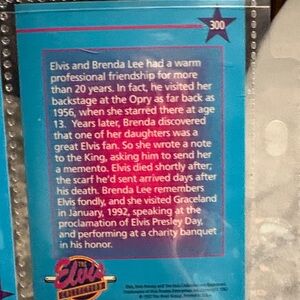 300
Elvis and Brenda Lee had a warm
professional friendship for more
than 20 years. In fact, he visited her
backstage at the Opry as far back as
1956, when she starred there at age
13. Years later, Brenda discovered
that one of her daughters was a
great Elvis fan. So she wrote a note
to the King, asking him to send her
a memento. Elvis died shortly after;
the scarf he'd sent arrived days after
his death. Brenda Lee remembers
Elvis fondly, and she visited Graceland
in January, 1992, speaking at the
proclamation of Elvis Presley Day,
and performing at a charity banquet
in his honor.
The
Elvis
COLLECTION